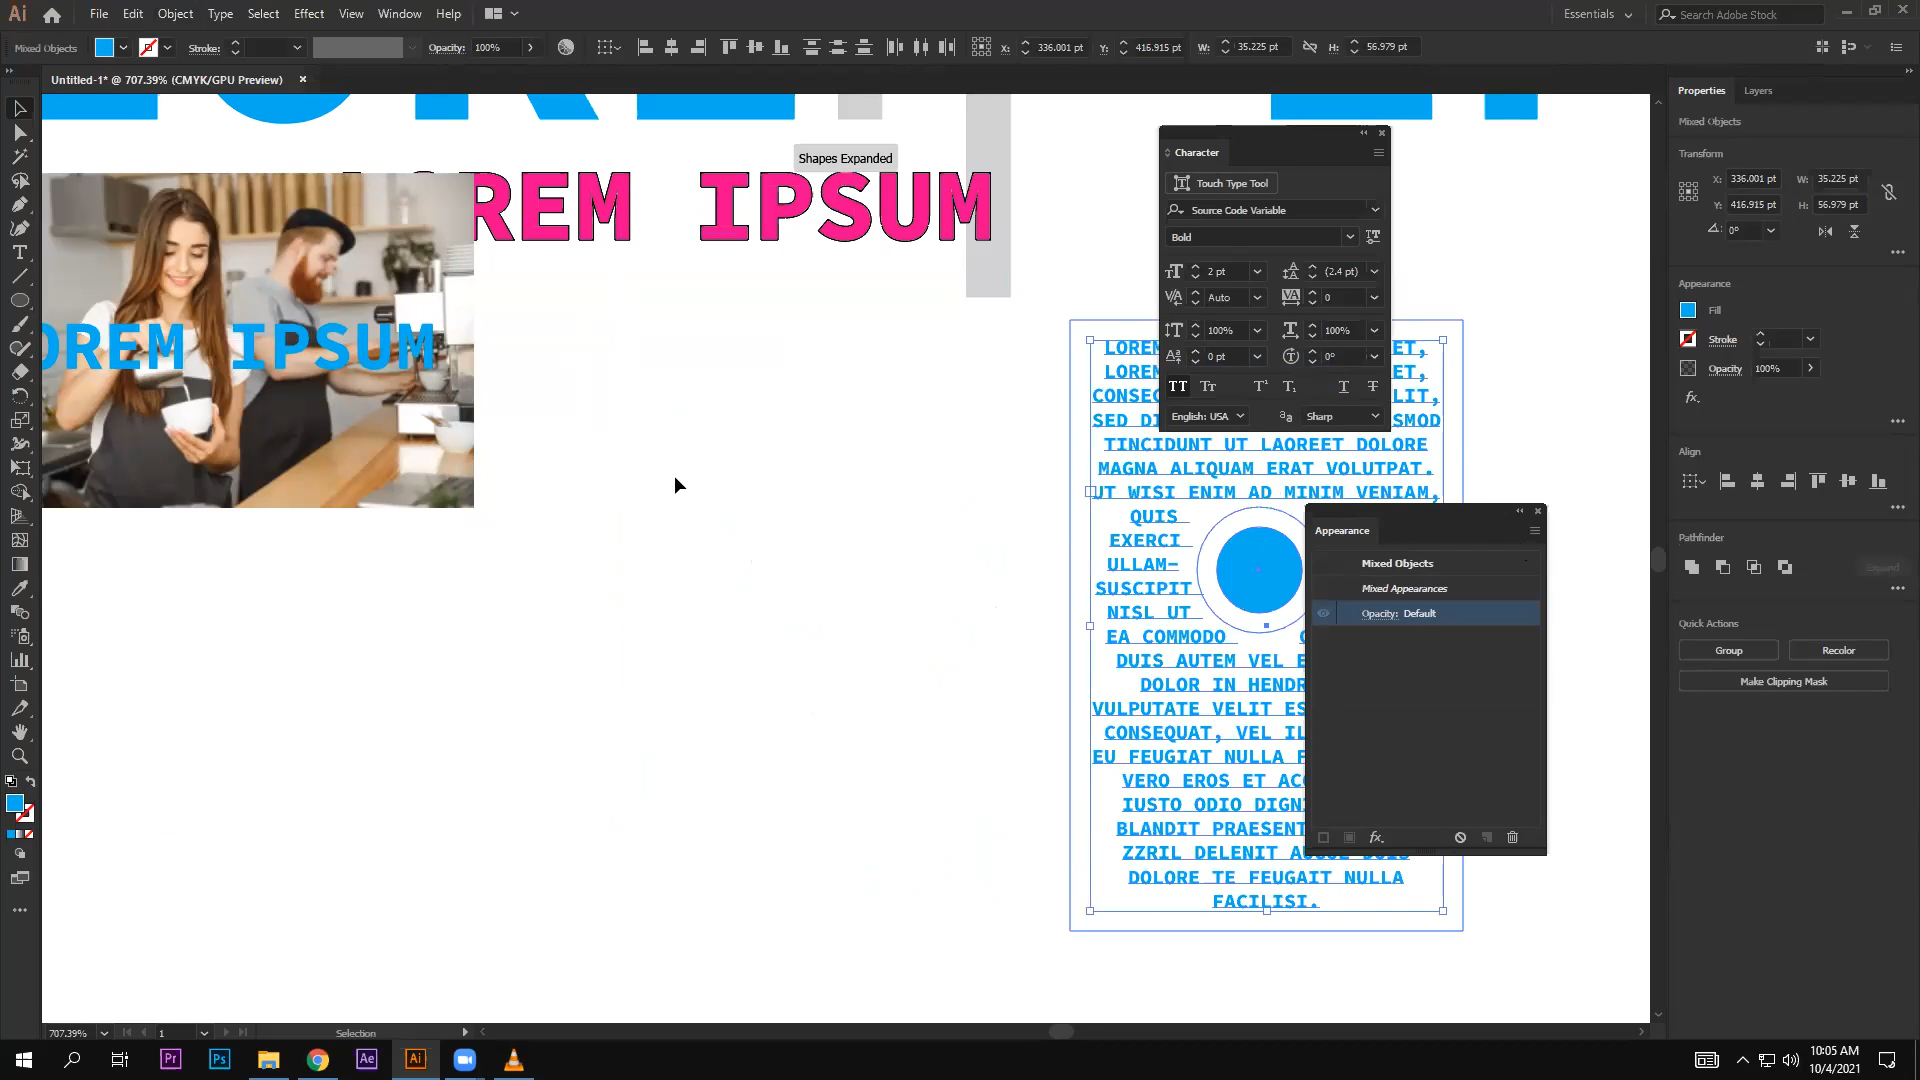 Ai File Edit Object Type Select Effect View Window Help Essentials Search Adobe Stock
Mixed Objects Stroke: Opacity: 100% X: 336.001 pt Y: 416.915 pt W: 35.225 pt H: 56.979 pt
Untitled-1* @ 707.39% (CMYK/GPU Preview)
Shapes Expanded
OREM IPSUM
OREM IPSUM
Character
Touch Type Tool
Source Code Variable
Bold
2 pt (2.4 pt)
Auto 0
100% 100%
0 pt 0°
English: USA Sharp
LOREM ET,
LOREM ET,
CONSEC LIT,
SED DI SMOD
TINCIDUNT UT LAOREET DOLORE
MAGNA ALIQUAM ERAT VOLUTPAT.
UT WISI ENIM AD MINIM VENIAM,
QUIS
EXERCI
ULLAM-
SUSCIPIT
NISL UT
EA COMMODO
DUIS AUTEM VEL E
DOLOR IN HENDR
VULPUTATE VELIT ES
CONSEQUAT, VEL IL
EU FEUGIAT NULLA F
VERO EROS ET AC
IUSTO ODIO DIGN
BLANDIT PRAESENT
ZZRIL DELENIT AUGUE DUIS
DOLORE TE FEUGAIT NULLA
FACILISI.
Appearance
Mixed Objects
Mixed Appearances
Opacity: Default
fx
Properties Layers
Mixed Objects
Transform
X: 336.001 pt W: 35.225 pt
Y: 416.915 pt H: 56.979 pt
0°
Appearance
Fill
Stroke
Opacity 100%
fx
Align
Pathfinder
Expand
Quick Actions
Group Recolor
Make Clipping Mask
707.39% 1 Selection
Pr Ps Ae Ai
10:05 AM
10/4/2021